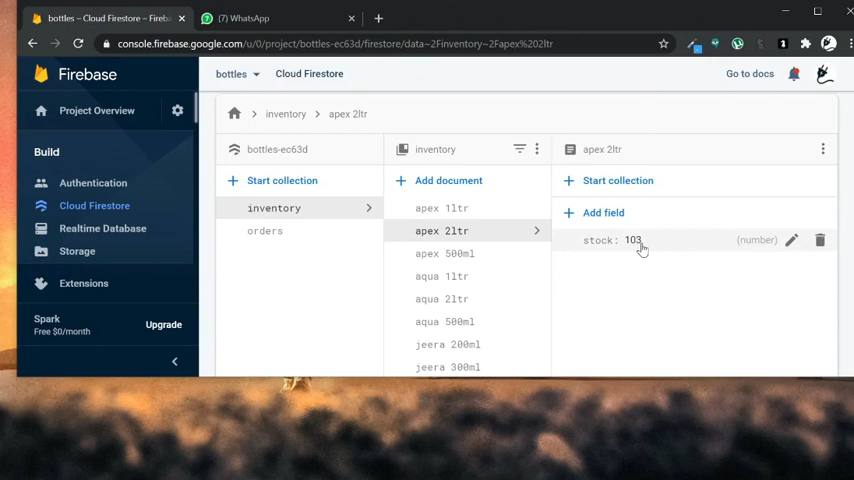 bottles – Cloud Firestore – Fireba
(7) WhatsApp
console.firebase.google.com/u/0/project/bottles-ec63d/firestore/data~2Finventory~2Fapex%202ltr
Firebase
bottles
Cloud Firestore
Go to docs
Project Overview
inventory
apex 2ltr
Build
bottles-ec63d
inventory
apex 2ltr
Start collection
Add document
Start collection
Authentication
Cloud Firestore
Realtime Database
Storage
Extensions
Spark
Free $0/month
Upgrade
inventory
orders
apex 1ltr
apex 2ltr
apex 500ml
aqua 1ltr
aqua 2ltr
aqua 500ml
jeera 200ml
jeera 300ml
Add field
stock: 103
(number)